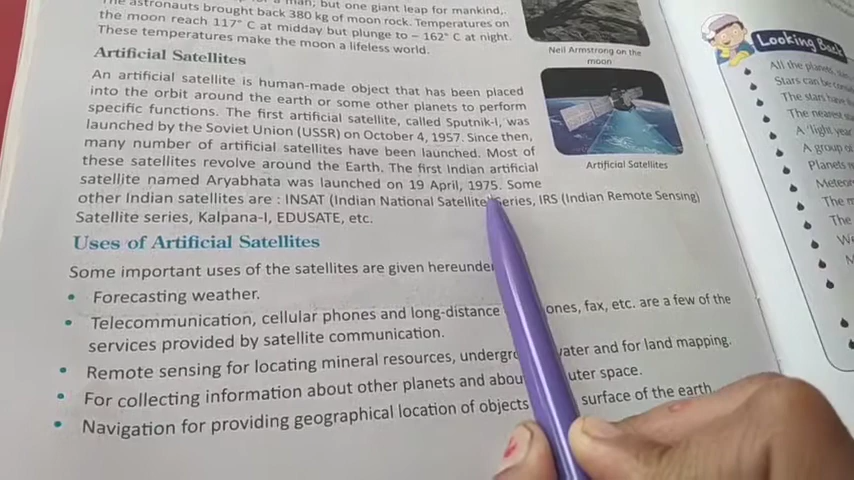 The astronauts brought back 380 kg of moon rock. Temperatures on
the moon reach 117° C at midday but plunge to – 162° C at night.
These temperatures make the moon a lifeless world.
Neil Armstrong on the
moon
Artificial Satellites
An artificial satellite is human-made object that has been placed
into the orbit around the earth or some other planets to perform
specific functions. The first artificial satellite, called Sputnik-I, was
launched by the Soviet Union (USSR) on October 4, 1957. Since then,
many number of artificial satellites have been launched. Most of
these satellites revolve around the Earth. The first Indian artificial
satellite named Aryabhata was launched on 19 April, 1975. Some
other Indian satellites are : INSAT (Indian National Satellite Series, IRS (Indian Remote Sensing)
Satellite series, Kalpana-I, EDUSATE, etc.
Artificial Satellites
Uses of Artificial Satellites
Some important uses of the satellites are given hereunder
• Forecasting weather.
• Telecommunication, cellular phones and long-distance ones, fax, etc. are a few of the
services provided by satellite communication.
• Remote sensing for locating mineral resources, undergr water and for land mapping.
• For collecting information about other planets and abou uter space.
• Navigation for providing geographical location of objects surface of the earth
Looking Back
All the planets,
Stars can be
The stars have
The nearest
A 'light year
A group of
Planets
Meteor
The
The
We